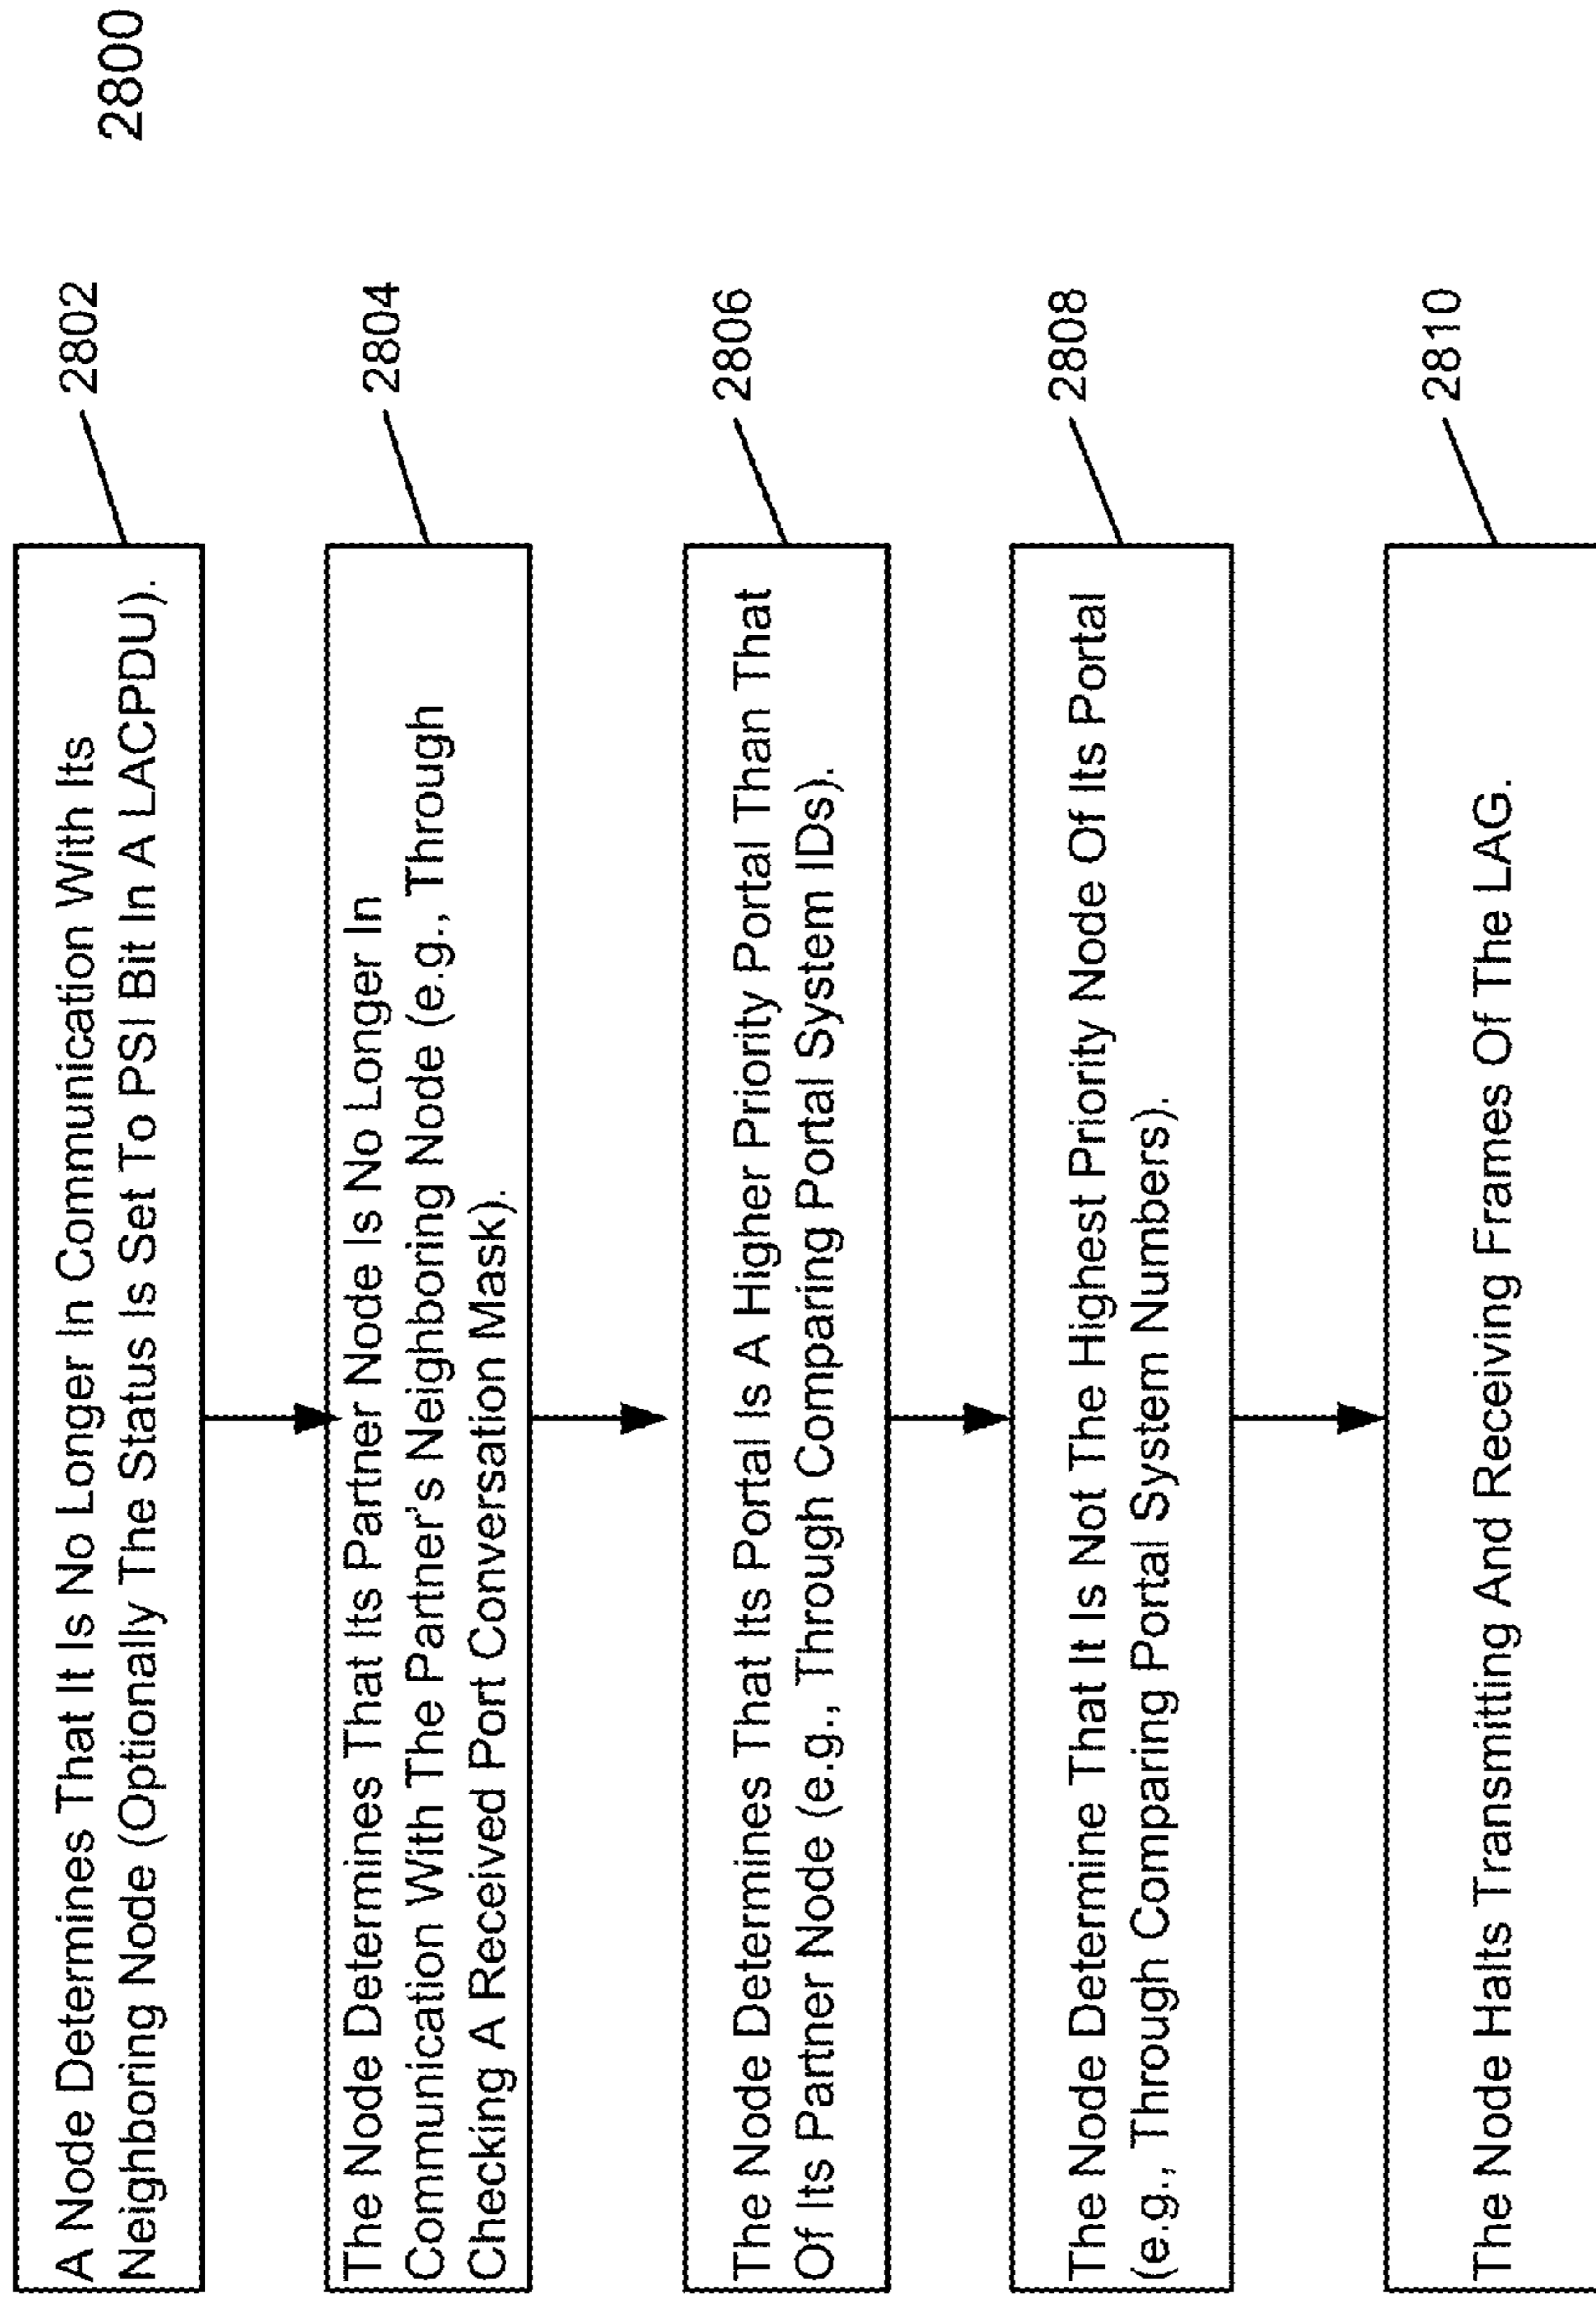 2800
A Node Determines That It Is No Longer In Communication With Its
Neighboring Node (Optionally The Status Is Set To PSI Bit In A LACPDU).
2802
The Node Determines That Its Partner Node Is No Longer In
Communication With The Partner's Neighboring Node (e.g., Through
Checking A Received Port Conversation Mask).
2804
The Node Determines That Its Portal Is A Higher Priority Portal Than That
Of Its Partner Node (e.g., Through Comparing Portal System IDs).
2806
The Node Determine That It Is Not The Highest Priority Node Of Its Portal
(e.g., Through Comparing Portal System Numbers).
2808
The Node Halts Transmitting And Receiving Frames Of The LAG.
2810